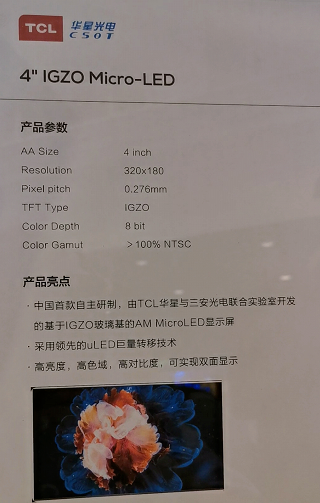 TCL 华星光电
CSOT
4" IGZO Micro-LED
产品参数
AA Size 4 inch
Resolution 320x180
Pixel pitch 0.276mm
TFT Type IGZO
Color Depth 8 bit
Color Gamut ＞100% NTSC
产品亮点
· 中国首款自主研制，由TCL华星与三安光电联合实验室开发
的基于IGZO玻璃基的AM MicroLED显示屏
· 采用领先的uLED巨量转移技术
· 高亮度，高色域，高对比度，可实现双面显示